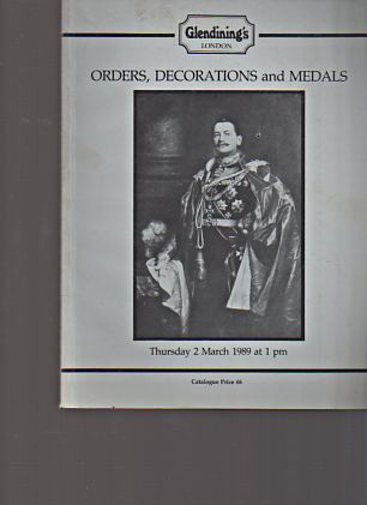 Glendining's
LONDON
ORDERS, DECORATIONS and MEDALS
Thursday 2 March 1989 at 1 pm
Catalogue Price £6